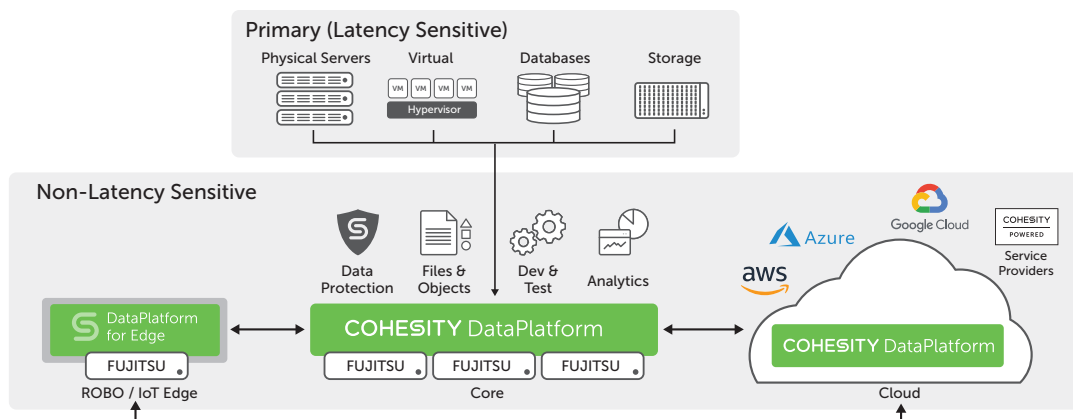 Primary (Latency Sensitive)
Physical Servers
Virtual
Databases
Storage
VM VM VM VM
Hypervisor
Non-Latency Sensitive
Google Cloud
Azure
aws
COHESITY
POWERED
Service
Providers
Data
Protection
Files &
Objects
Dev &
Test
Analytics
DataPlatform
for Edge
COHESITY DataPlatform
COHESITY DataPlatform
FUJITSU
FUJITSU
FUJITSU
FUJITSU
ROBO / IoT Edge
Core
Cloud